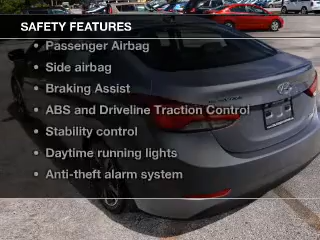 SAFETY FEATURES
• Passenger Airbag
• Side airbag
• Braking Assist
• ABS and Driveline Traction Control
• Stability control
• Daytime running lights
• Anti-theft alarm system